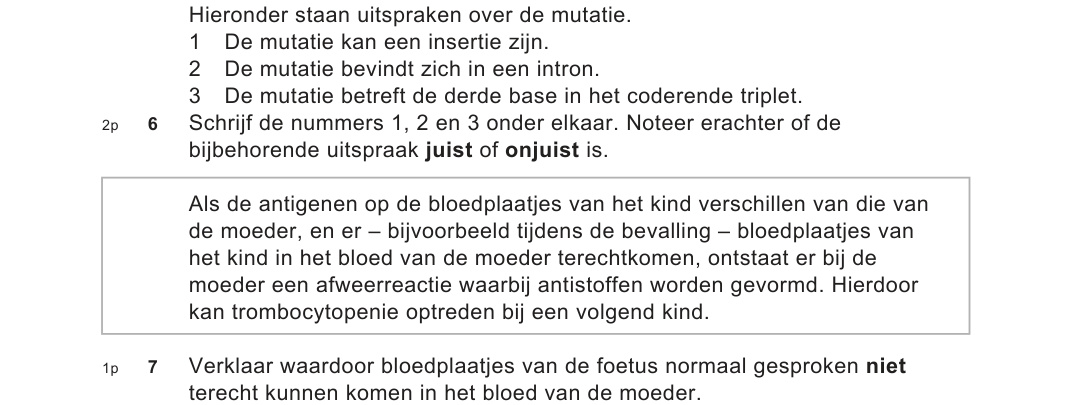 Hieronder staan uitspraken over de mutatie.
1 De mutatie kan een insertie zijn.
2 De mutatie bevindt zich in een intron.
3 De mutatie betreft de derde base in het coderende triplet.
2p 6 Schrijf de nummers 1, 2 en 3 onder elkaar. Noteer erachter of de
bijbehorende uitspraak juist of onjuist is.
Als de antigenen op de bloedplaatjes van het kind verschillen van die van
de moeder, en er – bijvoorbeeld tijdens de bevalling – bloedplaatjes van
het kind in het bloed van de moeder terechtkomen, ontstaat er bij de
moeder een afweerreactie waarbij antistoffen worden gevormd. Hierdoor
kan trombocytopenie optreden bij een volgend kind.
1p 7 Verklaar waardoor bloedplaatjes van de foetus normaal gesproken niet
terecht kunnen komen in het bloed van de moeder.